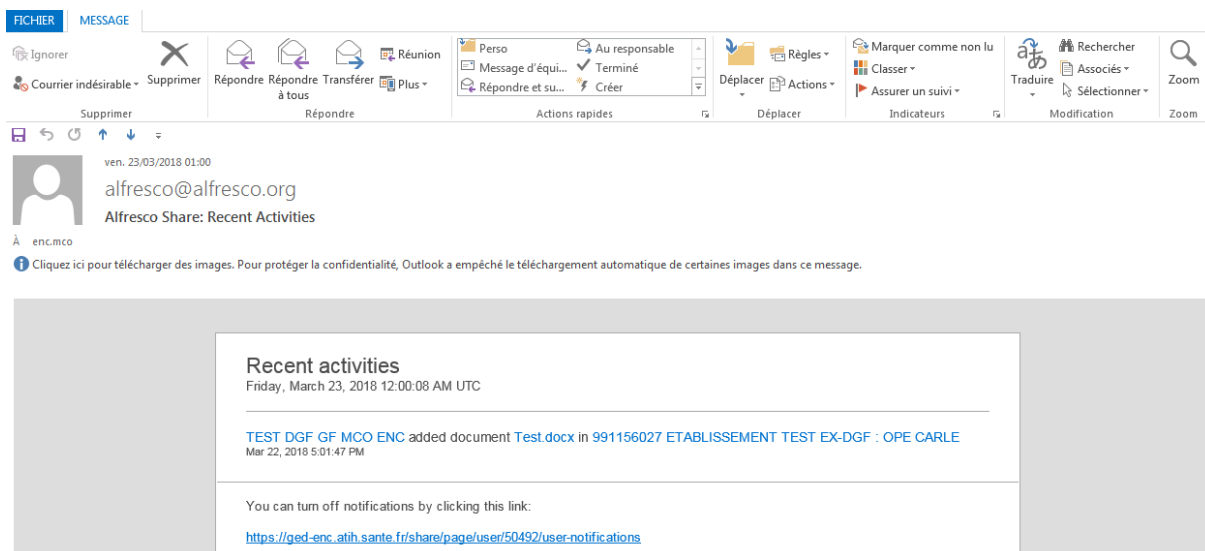 FICHIER MESSAGE
Ignorer
Courrier indésirable
Supprimer
Supprimer
Répondre Répondre à tous Transférer
Réunion
Plus
Répondre
Perso Au responsable
Message d'équi... Terminé
Répondre et su... Créer
Actions rapides
Déplacer
Règles
Actions
Déplacer
Marquer comme non lu
Classer
Assurer un suivi
Indicateurs
Traduire
Rechercher
Associés
Sélectionner
Modification
Zoom
Zoom
ven. 23/03/2018 01:00
alfresco@alfresco.org
Alfresco Share: Recent Activities
À enc.mco
Cliquez ici pour télécharger des images. Pour protéger la confidentialité, Outlook a empêché le téléchargement automatique de certaines images dans ce message.
Recent activities
Friday, March 23, 2018 12:00:08 AM UTC
TEST DGF GF MCO ENC added document Test.docx in 991156027 ETABLISSEMENT TEST EX-DGF : OPE CARLE
Mar 22, 2018 5:01:47 PM
You can turn off notifications by clicking this link:
https://ged-enc.atih.sante.fr/share/page/user/50492/user-notifications